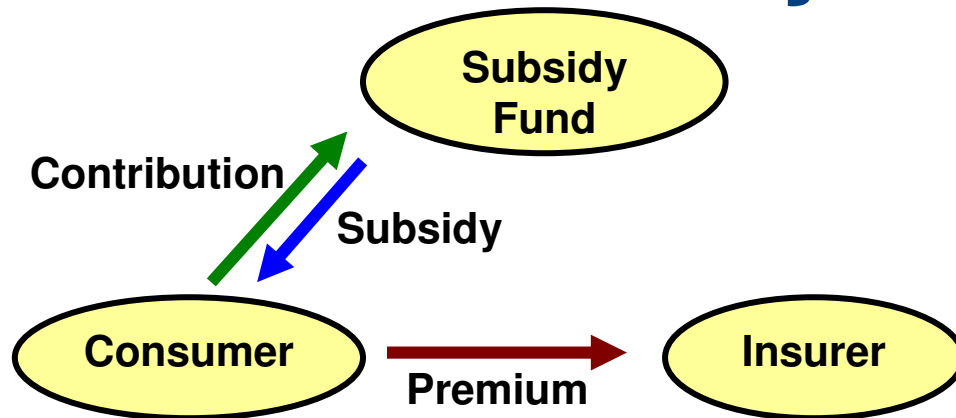 Subsidy
Fund
Contribution
Subsidy
Consumer
Insurer
Premium